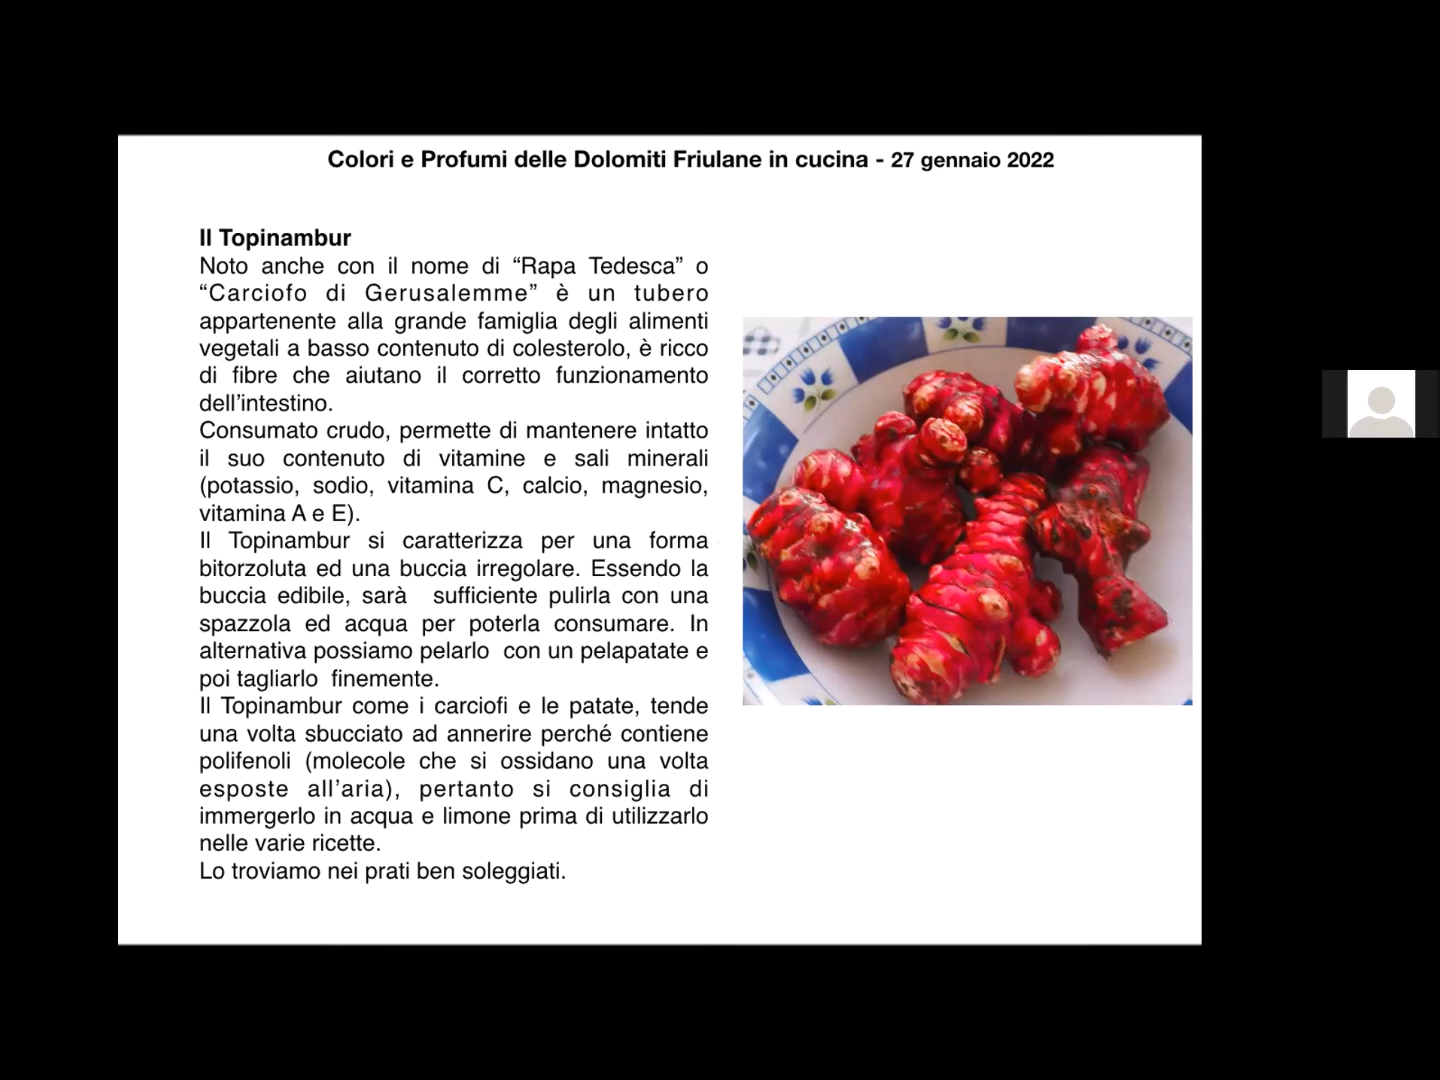 Colori e Profumi delle Dolomiti Friulane in cucina - 27 gennaio 2022
Il Topinambur
Noto anche con il nome di “Rapa Tedesca” o
“Carciofo di Gerusalemme” è un tubero
appartenente alla grande famiglia degli alimenti
vegetali a basso contenuto di colesterolo, è ricco
di fibre che aiutano il corretto funzionamento
dell’intestino.
Consumato crudo, permette di mantenere intatto
il suo contenuto di vitamine e sali minerali
(potassio, sodio, vitamina C, calcio, magnesio,
vitamina A e E).
Il Topinambur si caratterizza per una forma
bitorzoluta ed una buccia irregolare. Essendo la
buccia edibile, sarà sufficiente pulirla con una
spazzola ed acqua per poterla consumare. In
alternativa possiamo pelarlo con un pelapatate e
poi tagliarlo finemente.
Il Topinambur come i carciofi e le patate, tende
una volta sbucciato ad annerire perché contiene
polifenoli (molecole che si ossidano una volta
esposte all’aria), pertanto si consiglia di
immergerlo in acqua e limone prima di utilizzarlo
nelle varie ricette.
Lo troviamo nei prati ben soleggiati.